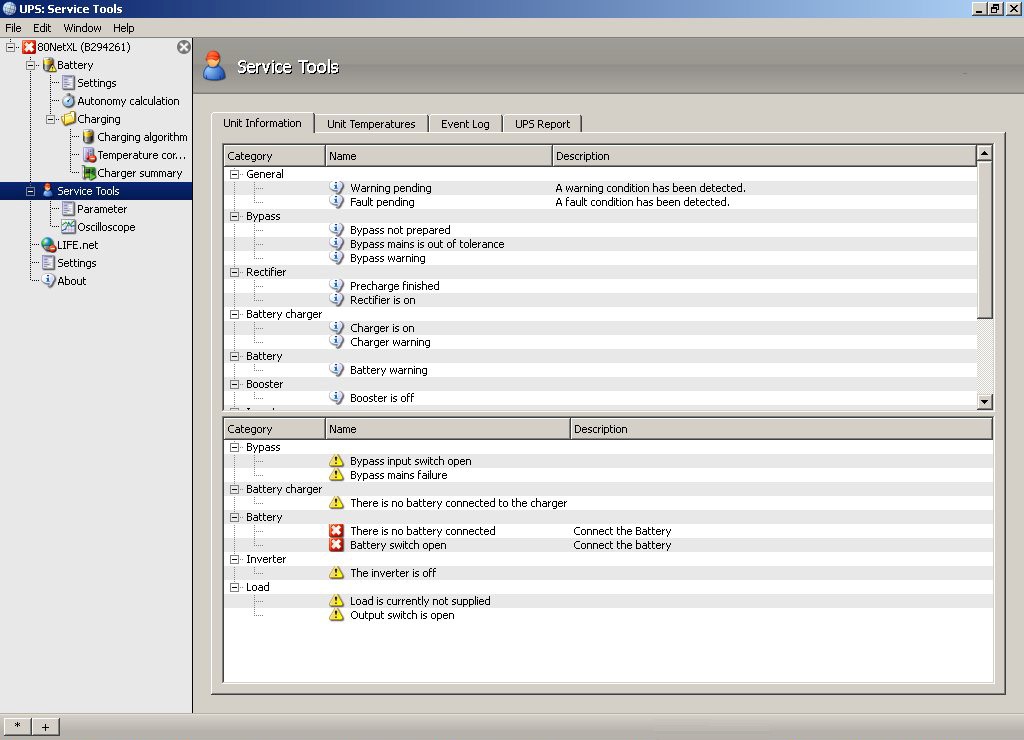 UPS: Service Tools
File Edit Window Help
80NetXL (B294261)
Battery
Settings
Autonomy calculation
Charging
Charging algorithm
Temperature cor...
Charger summary
Service Tools
Parameter
Oscilloscope
LIFE.net
Settings
About
Service Tools
Unit Information Unit Temperatures Event Log UPS Report
Category Name Description
General
Warning pending A warning condition has been detected.
Fault pending A fault condition has been detected.
Bypass
Bypass not prepared
Bypass mains is out of tolerance
Bypass warning
Rectifier
Precharge finished
Rectifier is on
Battery charger
Charger is on
Charger warning
Battery
Battery warning
Booster
Booster is off
Category Name Description
Bypass
Bypass input switch open
Bypass mains failure
Battery charger
There is no battery connected to the charger
Battery
There is no battery connected Connect the Battery
Battery switch open Connect the battery
Inverter
The inverter is off
Load
Load is currently not supplied
Output switch is open
* +